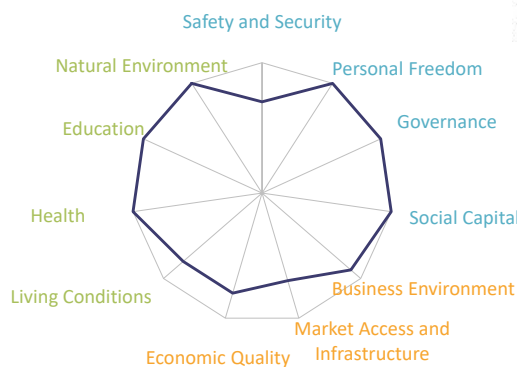 Safety and Security
Natural Environment
Personal Freedom
Education
Governance
Health
Social Capital
Business Environment
Living Conditions
Market Access and
Infrastructure
Economic Quality